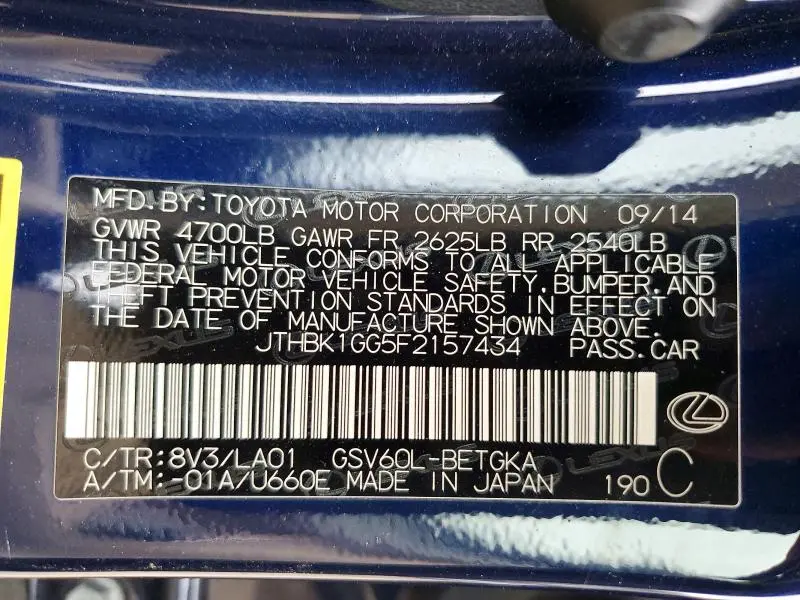 MFD.BY:TOYOTA MOTOR CORPORATION 09/14
GVWR 4700LB GAWR FR 2625LB RR 2540LB
THIS VEHICLE CONFORMS TO ALL APPLICABLE
FEDERAL MOTOR VEHICLE SAFETY,BUMPER,AND
THEFT PREVENTION STANDARDS IN EFFECT ON
THE DATE OF MANUFACTURE SHOWN ABOVE.
JTHBK1GG5F2157434 PASS.CAR
C/TR:8V3/LA01 GSV60L-BETGKA
A/TM:-01A/U660E MADE IN JAPAN 190 C
LEXUS